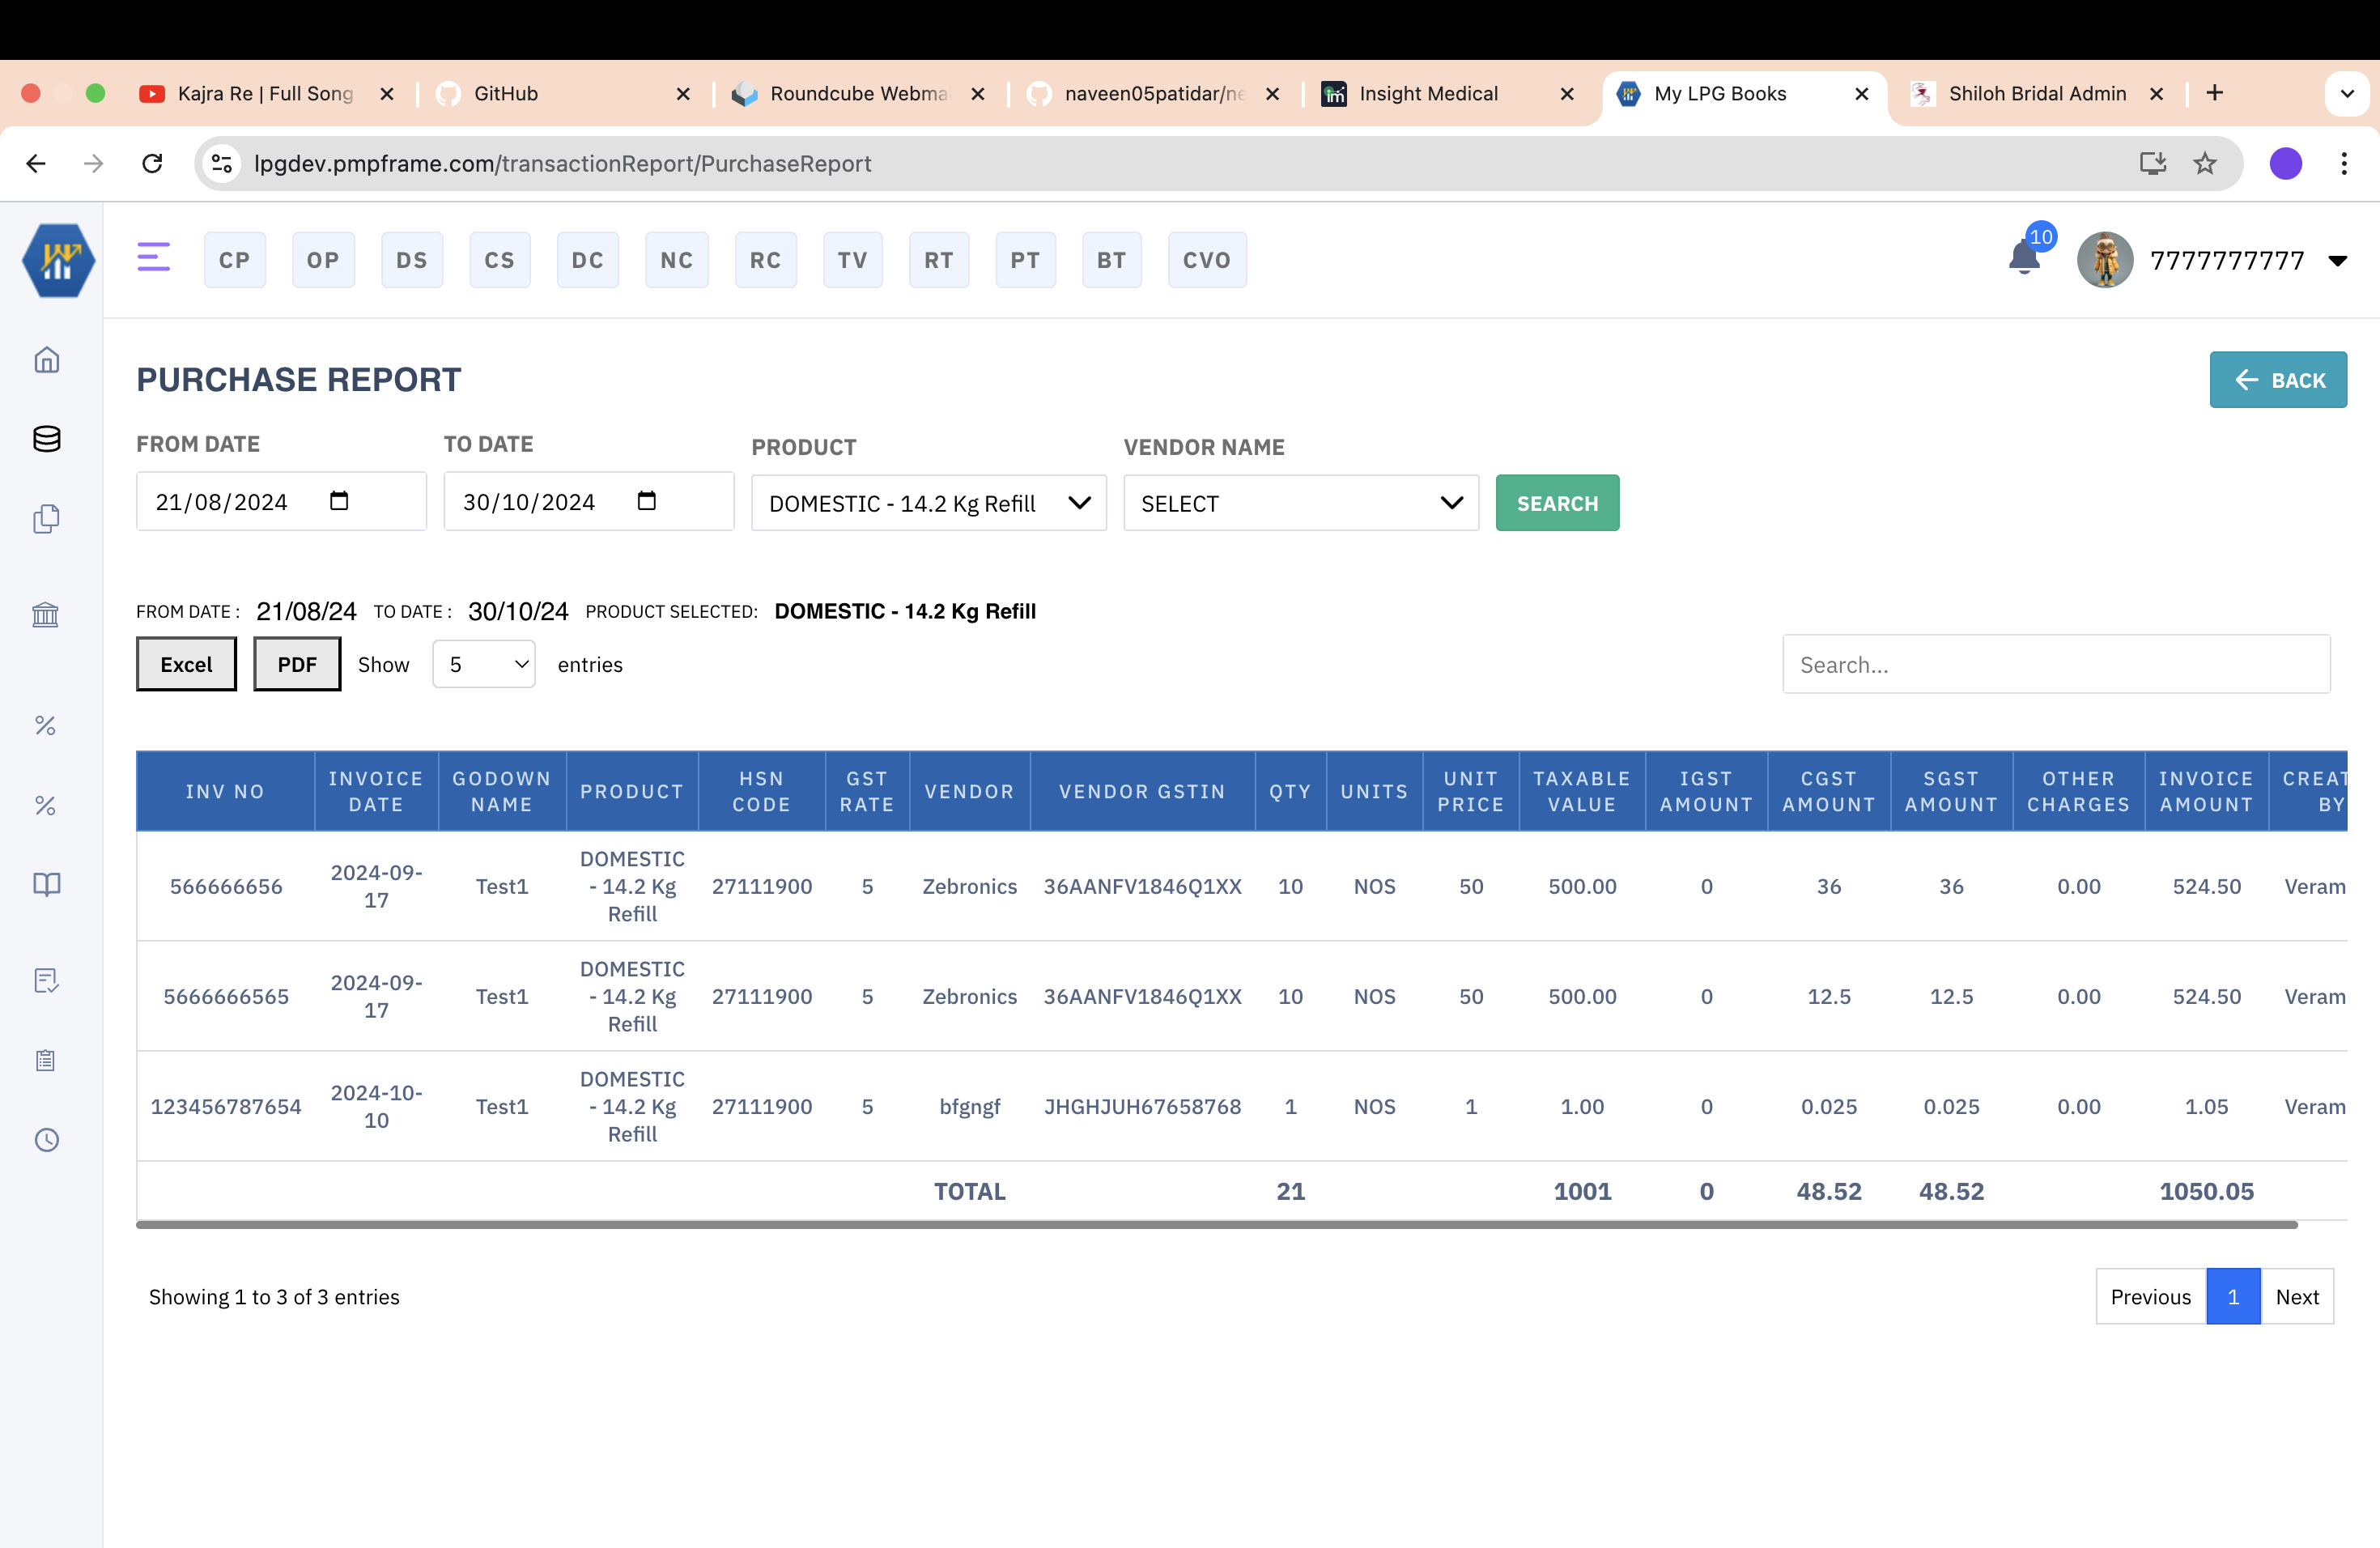 Kajra Re | Full Song
GitHub
Roundcube Webma
naveen05patidar/ne
Insight Medical
My LPG Books
Shiloh Bridal Admin
lpgdev.pmpframe.com/transactionReport/PurchaseReport
CP OP DS CS DC NC RC TV RT PT BT CVO
10
7777777777
PURCHASE REPORT
BACK
FROM DATE TO DATE PRODUCT VENDOR NAME
21/08/2024 30/10/2024 DOMESTIC - 14.2 Kg Refill SELECT SEARCH
FROM DATE : 21/08/24 TO DATE : 30/10/24 PRODUCT SELECTED: DOMESTIC - 14.2 Kg Refill
Excel PDF Show 5 entries Search...
INV NO INVOICE DATE GODOWN NAME PRODUCT HSN CODE GST RATE VENDOR VENDOR GSTIN QTY UNITS UNIT PRICE TAXABLE VALUE IGST AMOUNT CGST AMOUNT SGST AMOUNT OTHER CHARGES INVOICE AMOUNT CREAT BY
566666656 2024-09-17 Test1 DOMESTIC - 14.2 Kg Refill 27111900 5 Zebronics 36AANFV1846Q1XX 10 NOS 50 500.00 0 36 36 0.00 524.50 Veram
5666666565 2024-09-17 Test1 DOMESTIC - 14.2 Kg Refill 27111900 5 Zebronics 36AANFV1846Q1XX 10 NOS 50 500.00 0 12.5 12.5 0.00 524.50 Veram
123456787654 2024-10-10 Test1 DOMESTIC - 14.2 Kg Refill 27111900 5 bfgngf JHGHJUH67658768 1 NOS 1 1.00 0 0.025 0.025 0.00 1.05 Veram
TOTAL 21 1001 0 48.52 48.52 1050.05
Showing 1 to 3 of 3 entries
Previous 1 Next